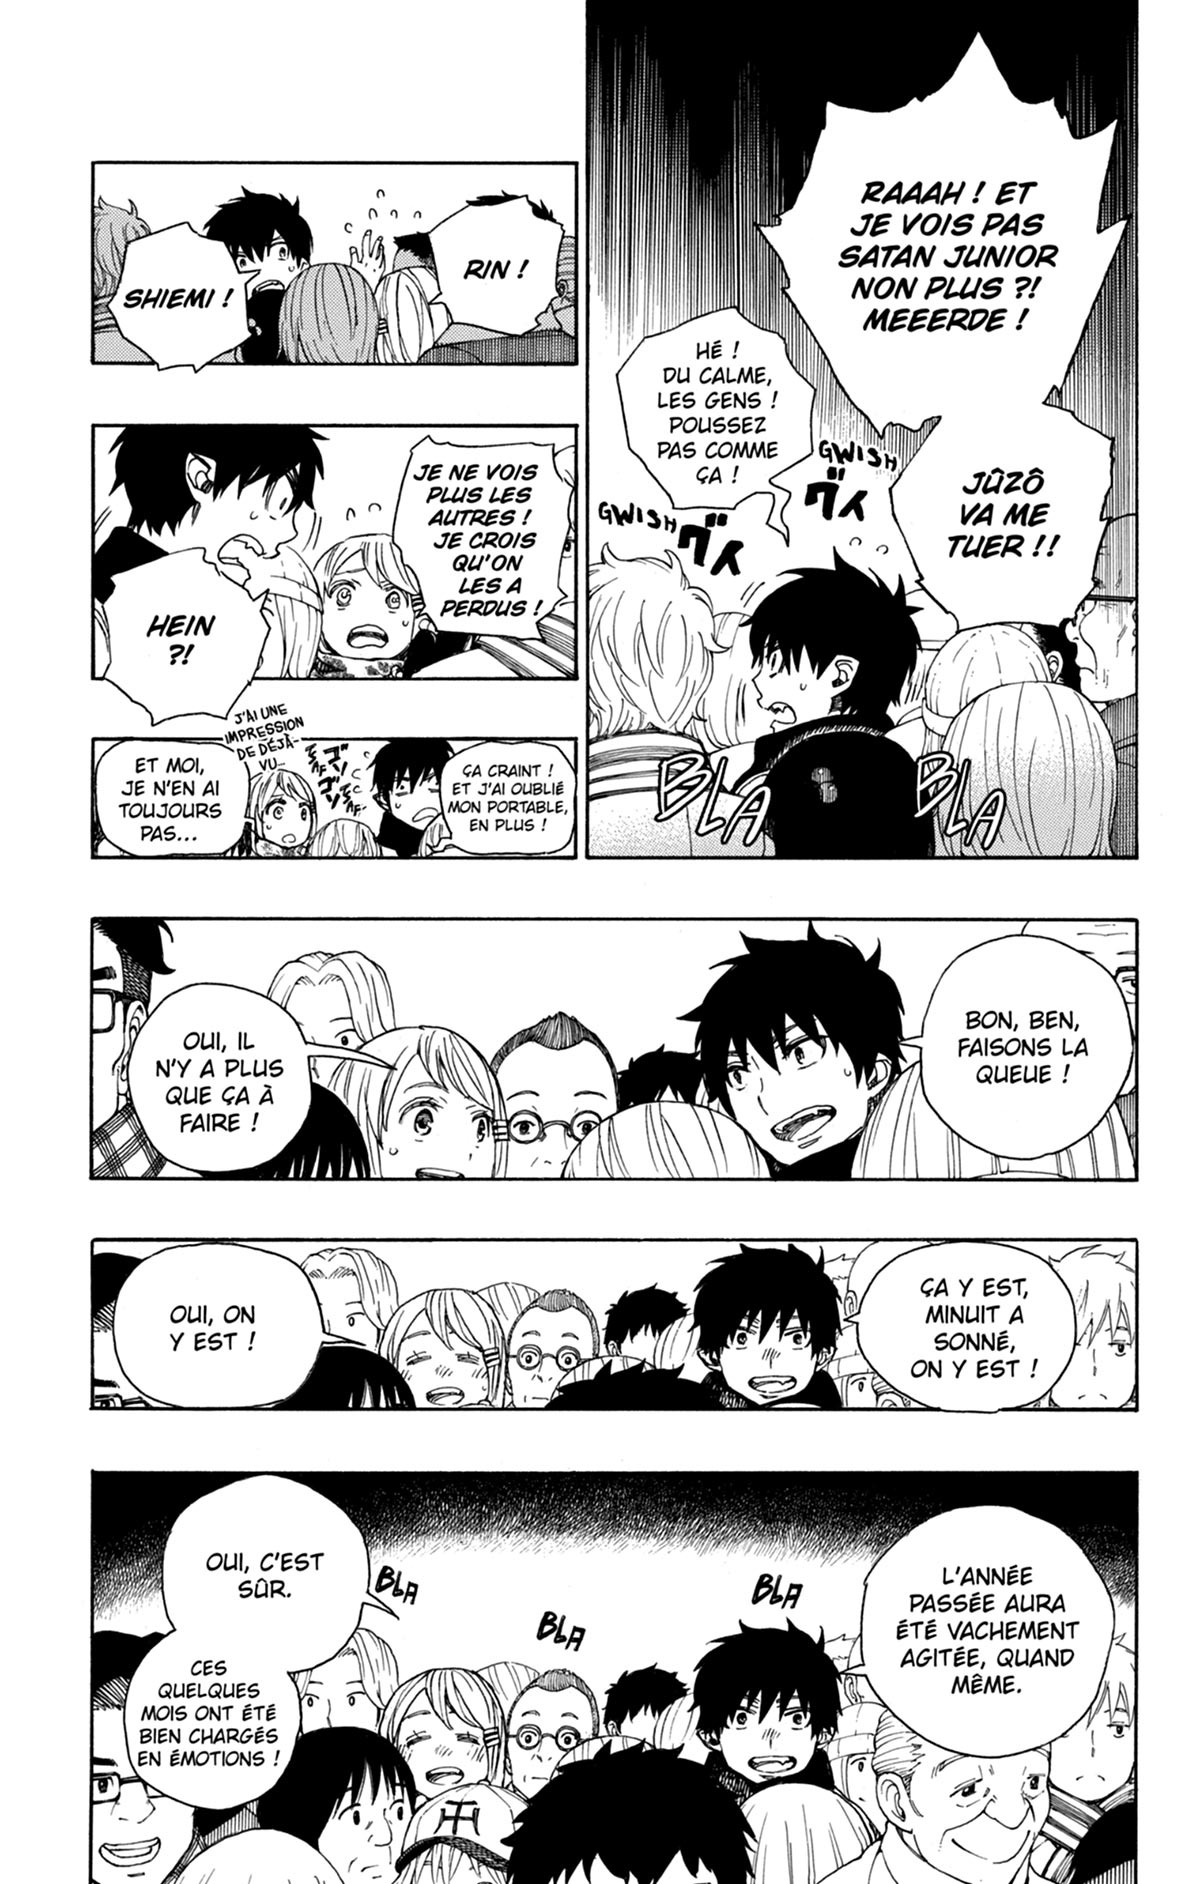 RAAAH ! ET
JE VOIS PAS
SATAN JUNIOR
NON PLUS ?!
MEEERDE !
JÛZÔ
VA ME
TUER !!
HÉ !
DU CALME,
LES GENS !
POUSSEZ
PAS COMME
ÇA !
GWISH
グイ
GWISH
グイ
BLA
BLA
RIN !
SHIEMI !
JE NE VOIS
PLUS LES
AUTRES !
JE CROIS
QU'ON
LES A
PERDUS !
HEIN
?!
ÇA CRAINT !
ET J'AI OUBLIÉ
MON PORTABLE,
EN PLUS !
J'AI UNE
IMPRESSION
DE DÉJÀ-
VU...
ET MOI,
JE N'EN AI
TOUJOURS
PAS...
BON, BEN,
FAISONS LA
QUEUE !
OUI, IL
N'Y A PLUS
QUE ÇA À
FAIRE !
ÇA Y EST,
MINUIT A
SONNÉ,
ON Y EST !
OUI, ON
Y EST !
L'ANNÉE
PASSÉE AURA
ÉTÉ VACHEMENT
AGITÉE, QUAND
MÊME.
BLA
BLA
BLA
OUI, C'EST
SÛR.
CES
QUELQUES
MOIS ONT ÉTÉ
BIEN CHARGÉS
EN ÉMOTIONS !